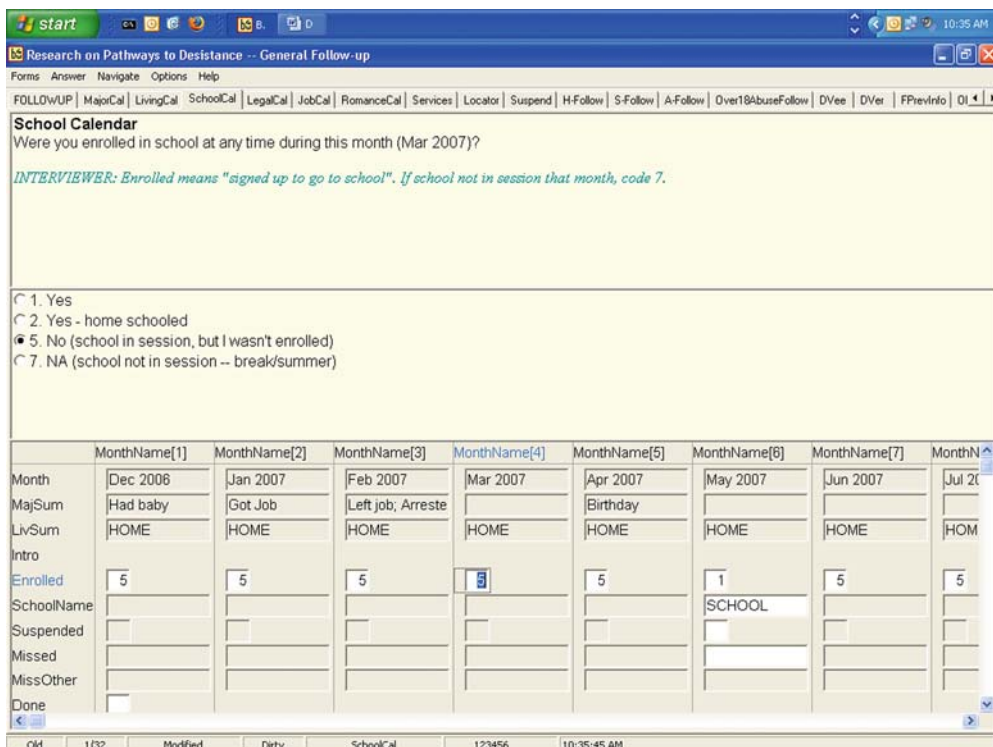 start B. D 10:35 AM
Research on Pathways to Desistance -- General Follow-up
Forms Answer Navigate Options Help
FOLLOWUP MajorCal LivingCal SchoolCal LegalCal JobCal RomanceCal Services Locator Suspend H-Follow S-Follow A-Follow Over18AbuseFollow DVee DVer FPrevInfo
School Calendar
Were you enrolled in school at any time during this month (Mar 2007)?
INTERVIEWER: Enrolled means "signed up to go to school". If school not in session that month, code 7.
1. Yes
2. Yes - home schooled
5. No (school in session, but I wasn't enrolled)
7. NA (school not in session -- break/summer)
MonthName[1] MonthName[2] MonthName[3] MonthName[4] MonthName[5] MonthName[6] MonthName[7] MonthN
Month Dec 2006 Jan 2007 Feb 2007 Mar 2007 Apr 2007 May 2007 Jun 2007 Jul 20
MajSum Had baby Got Job Left job; Arreste Birthday
LivSum HOME HOME HOME HOME HOME HOME HOME HOM
Intro
Enrolled 5 5 5 5 5 1 5 5
SchoolName SCHOOL
Suspended
Missed
MissOther
Done
Old 1/32 Modified Dirty SchoolCal 123456 10:35:45 AM